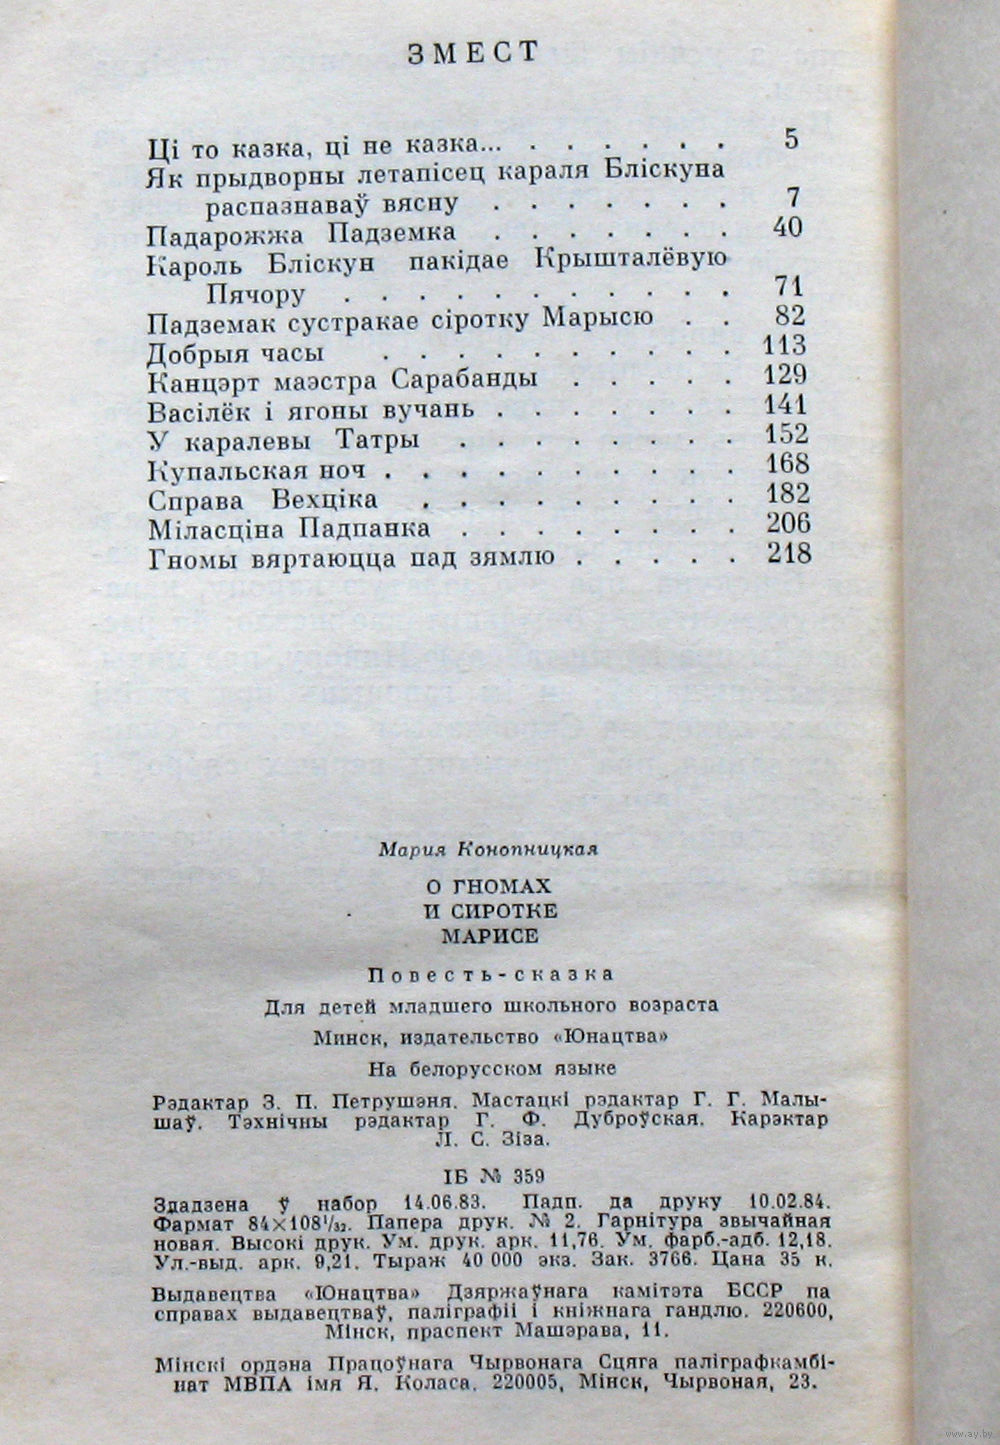 ЗМЕСТ
Ці то казка, ці не казка... . . . . . . 5
Як прыдворны летапісец караля Бліскуна
распазнаваў вясну . . . . . . . 7
Падарожжа Падземка . . . . . . . 40
Кароль Бліскун пакідае Крышталёвую
Пячору . . . . . . . . . . . 71
Падземак сустракае сіротку Марысю . . 82
Добрыя часы . . . . . . . . . . 113
Канцэрт маэстра Сарабанды . . . . . 129
Васілёк і ягоны вучань . . . . . . . 141
У каралевы Татры . . . . . . . . 152
Купальская ноч . . . . . . . . . . 168
Справа Вехціка . . . . . . . . . 182
Міласціна Падпанка . . . . . . . . 206
Гномы вяртаюцца пад зямлю . . . . . 218
Мария Конопницкая
О ГНОМАХ
И СИРОТКЕ
МАРИСЕ
Повесть-сказка
Для детей младшего школьного возраста
Минск, издательство «Юнацтва»
На белорусском языке
Рэдактар З. П. Петрушэня. Мастацкі рэдактар Г. Г. Малы-
шаў. Тэхнічны рэдактар Г. Ф. Дуброўская. Карэктар
Л. С. Зіза.
ІБ № 359
Здадзена ў набор 14.06.83. Падп. да друку 10.02.84.
Фармат 84×108¹/₃₂. Папера друк. № 2. Гарнітура звычайная
новая. Высокі друк. Ум. друк. арк. 11,76. Ум. фарб.-адб. 12,18.
Ул.-выд. арк. 9,21. Тыраж 40 000 экз. Зак. 3766. Цана 35 к.
Выдавецтва «Юнацтва» Дзяржаўнага камітэта БССР па
справах выдавецтваў, паліграфіі і кніжнага гандлю. 220600,
Мінск, праспект Машэрава, 11.
Мінскі ордэна Працоўнага Чырвонага Сцяга паліграфкамбі-
нат МВПА імя Я. Коласа. 220005, Мінск, Чырвоная, 23.
www.ay.by